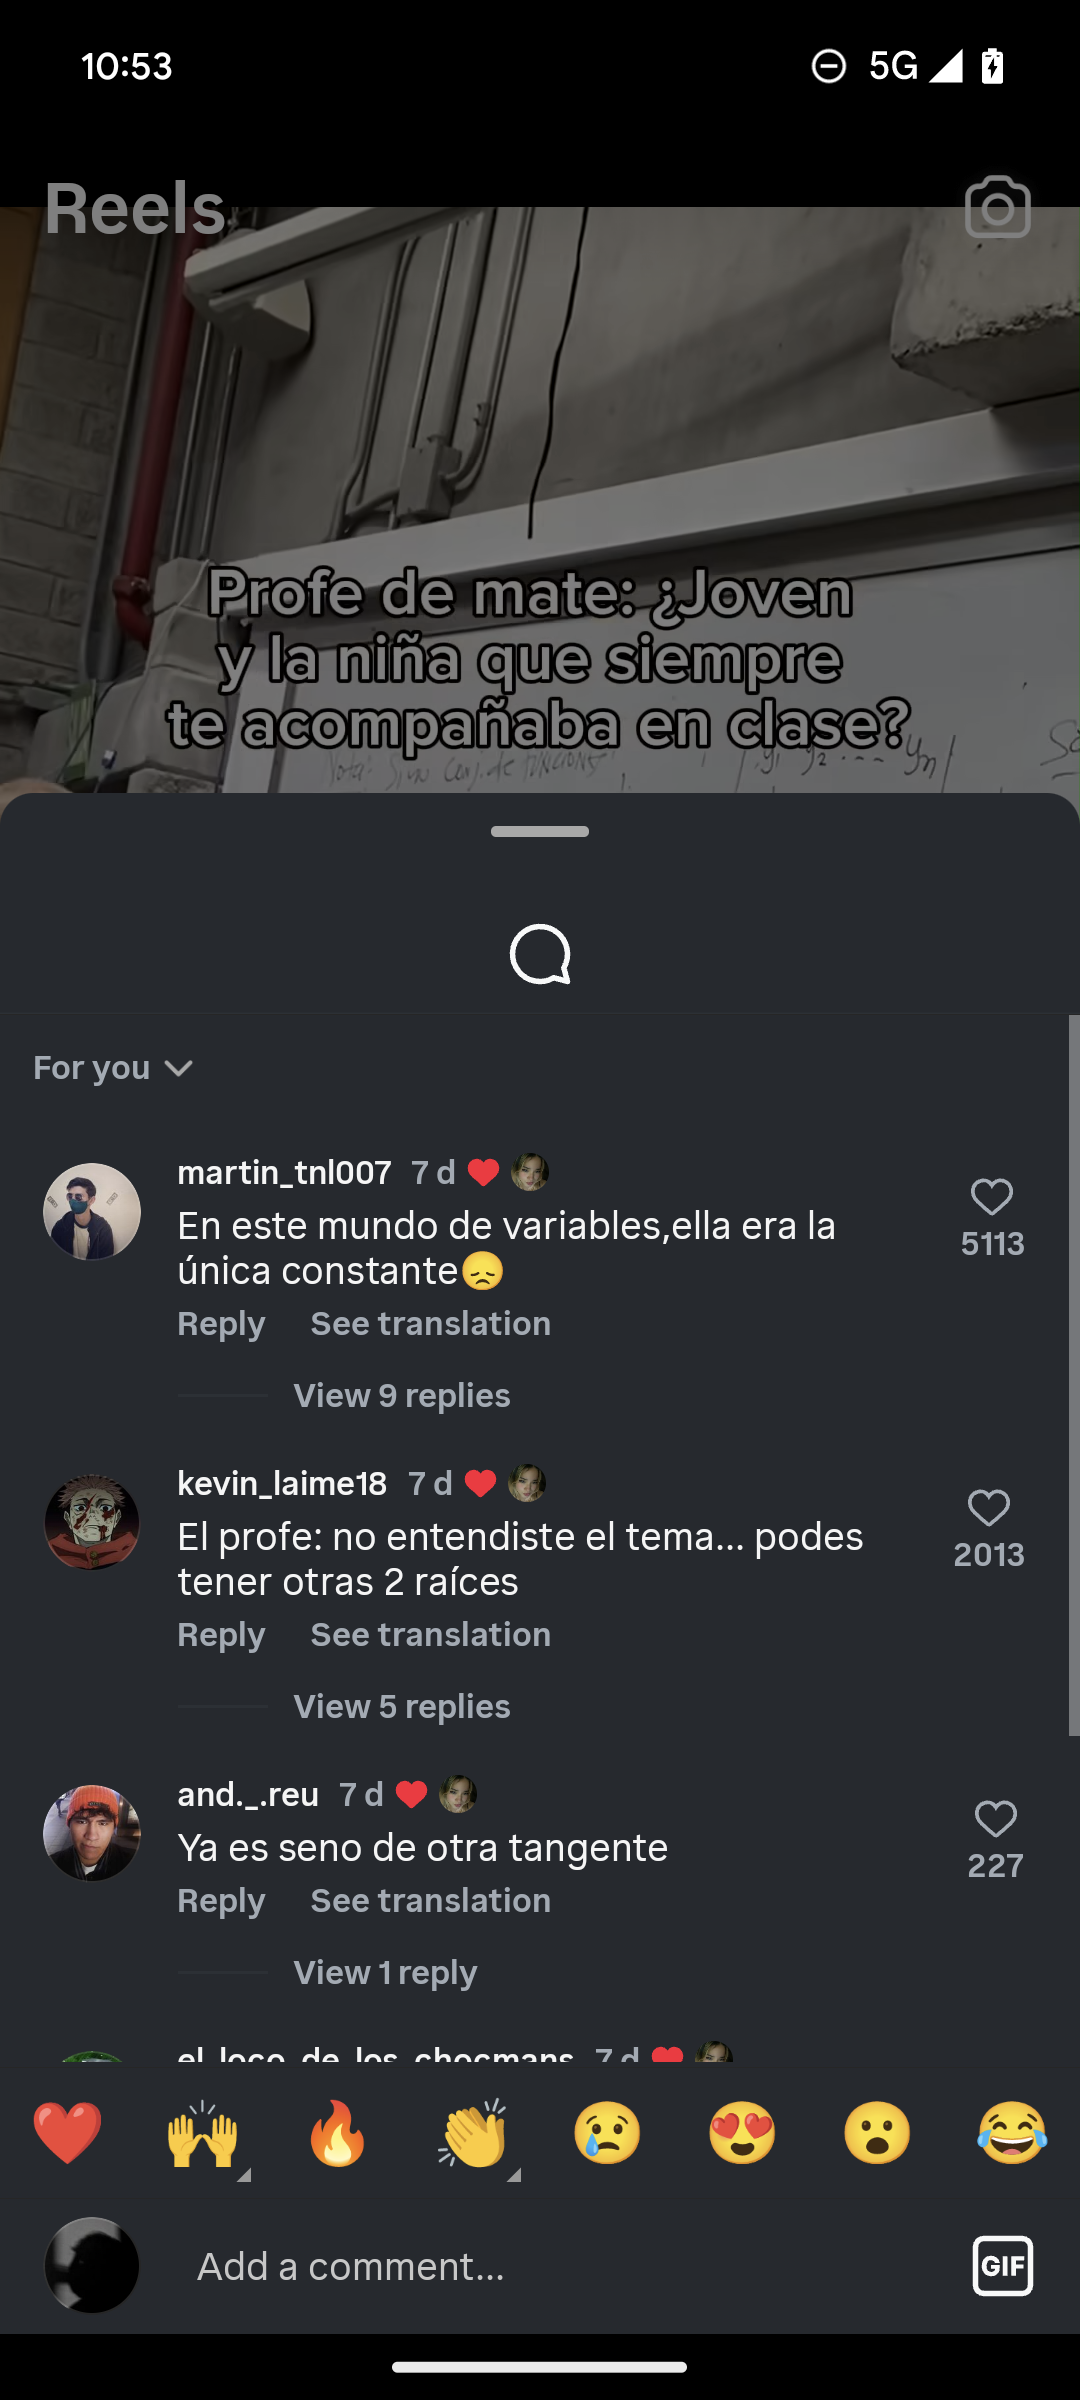 10:53
5G
Reels
Profe de mate: ¿Joven
y la niña que siempre
te acompañaba en clase?
For you
martin_tnl007 7 d
En este mundo de variables,ella era la
única constante😞
5113
Reply See translation
View 9 replies
kevin_laime18 7 d
El profe: no entendiste el tema... podes
tener otras 2 raíces
2013
Reply See translation
View 5 replies
and._.reu 7 d
Ya es seno de otra tangente
227
Reply See translation
View 1 reply
el_loco_de_los_chocmans 7 d
Add a comment...
GIF